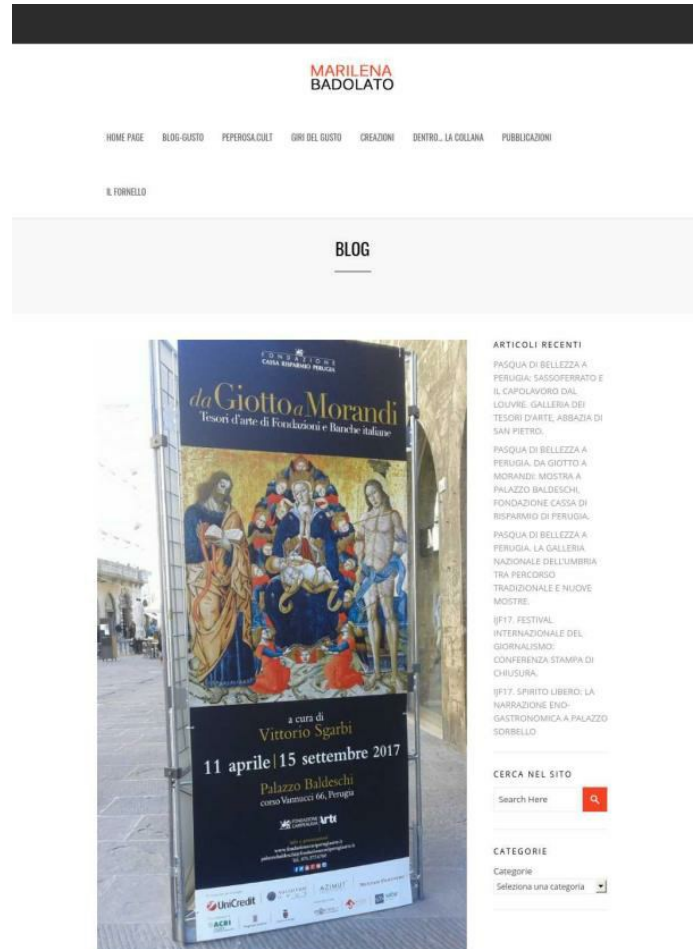 MARILENA
BADOLATO
HOME PAGE BLOG-GUSTO PEPEROSA.CULT GIRI DEL GUSTO CREAZIONI DENTRO... LA COLLANA PUBBLICAZIONI
IL FORNELLO
BLOG
FONDAZIONE
CASSA RISPARMIO PERUGIA
da Giotto a Morandi
Tesori d'arte di Fondazioni e Banche italiane
a cura di
Vittorio Sgarbi
11 aprile | 15 settembre 2017
Palazzo Baldeschi
corso Vannucci 66, Perugia
UniCredit
AZIMUT
ACRI
ARTICOLI RECENTI
PASQUA DI BELLEZZA A
PERUGIA: SASSOFERRATO E
IL CAPOLAVORO DAL
LOUVRE. GALLERIA DEI
TESORI D'ARTE, ABBAZIA DI
SAN PIETRO.
PASQUA DI BELLEZZA A
PERUGIA. DA GIOTTO A
MORANDI: MOSTRA A
PALAZZO BALDESCHI,
FONDAZIONE CASSA DI
RISPARMIO DI PERUGIA.
PASQUA DI BELLEZZA A
PERUGIA. LA GALLERIA
NAZIONALE DELL'UMBRIA
TRA PERCORSO
TRADIZIONALE E NUOVE
MOSTRE.
IJF17. FESTIVAL
INTERNAZIONALE DEL
GIORNALISMO:
CONFERENZA STAMPA DI
CHIUSURA.
IJF17. SPIRITO LIBERO: LA
NARRAZIONE ENO-
GASTRONOMICA A PALAZZO
SORBELLO
CERCA NEL SITO
Search Here
CATEGORIE
Categorie
Seleziona una categoria